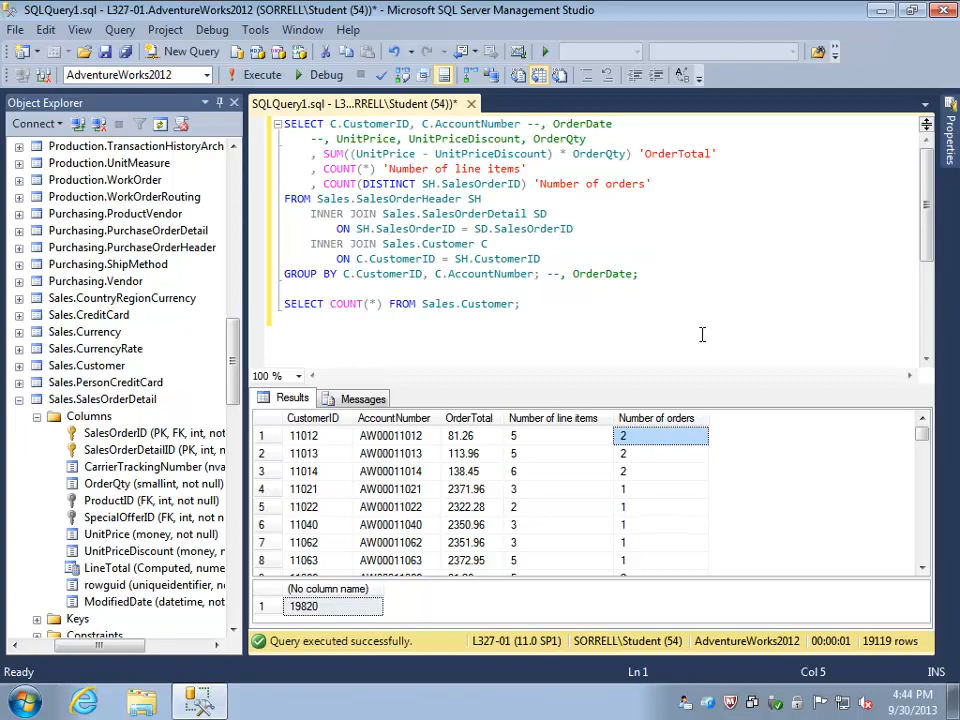 SQLQuery1.sql - L327-01.AdventureWorks2012 (SORRELL\Student (54))* - Microsoft SQL Server Management Studio
File Edit View Query Project Debug Tools Window Help
New Query
AdventureWorks2012 Execute Debug
Object Explorer
Connect
Production.TransactionHistoryArch
Production.UnitMeasure
Production.WorkOrder
Production.WorkOrderRouting
Purchasing.ProductVendor
Purchasing.PurchaseOrderDetail
Purchasing.PurchaseOrderHeader
Purchasing.ShipMethod
Purchasing.Vendor
Sales.CountryRegionCurrency
Sales.CreditCard
Sales.Currency
Sales.CurrencyRate
Sales.Customer
Sales.PersonCreditCard
Sales.SalesOrderDetail
Columns
SalesOrderID (PK, FK, int, not
SalesOrderDetailID (PK, int, no
CarrierTrackingNumber (nva
OrderQty (smallint, not null)
ProductID (FK, int, not null)
SpecialOfferID (FK, int, not n
UnitPrice (money, not null)
UnitPriceDiscount (money, n
LineTotal (Computed, nume
rowguid (uniqueidentifier, no
ModifiedDate (datetime, not
Keys
Constraints
SQLQuery1.sql - L3...RRELL\Student (54))*
SELECT C.CustomerID, C.AccountNumber --, OrderDate
--, UnitPrice, UnitPriceDiscount, OrderQty
, SUM((UnitPrice - UnitPriceDiscount) * OrderQty) 'OrderTotal'
, COUNT(*) 'Number of line items'
, COUNT(DISTINCT SH.SalesOrderID) 'Number of orders'
FROM Sales.SalesOrderHeader SH
INNER JOIN Sales.SalesOrderDetail SD
ON SH.SalesOrderID = SD.SalesOrderID
INNER JOIN Sales.Customer C
ON C.CustomerID = SH.CustomerID
GROUP BY C.CustomerID, C.AccountNumber; --, OrderDate;
SELECT COUNT(*) FROM Sales.Customer;
100 %
Results Messages
CustomerID AccountNumber OrderTotal Number of line items Number of orders
1 11012 AW00011012 81.26 5 2
2 11013 AW00011013 113.96 5 2
3 11014 AW00011014 138.45 6 2
4 11021 AW00011021 2371.96 3 1
5 11022 AW00011022 2322.28 2 1
6 11040 AW00011040 2350.96 3 1
7 11062 AW00011062 2351.96 3 1
8 11063 AW00011063 2372.95 5 1
(No column name)
1 19820
Query executed successfully. L327-01 (11.0 SP1) SORRELL\Student (54) AdventureWorks2012 00:00:01 19119 rows
Properties
Ready Ln 1 Col 5 INS
4:44 PM
9/30/2013